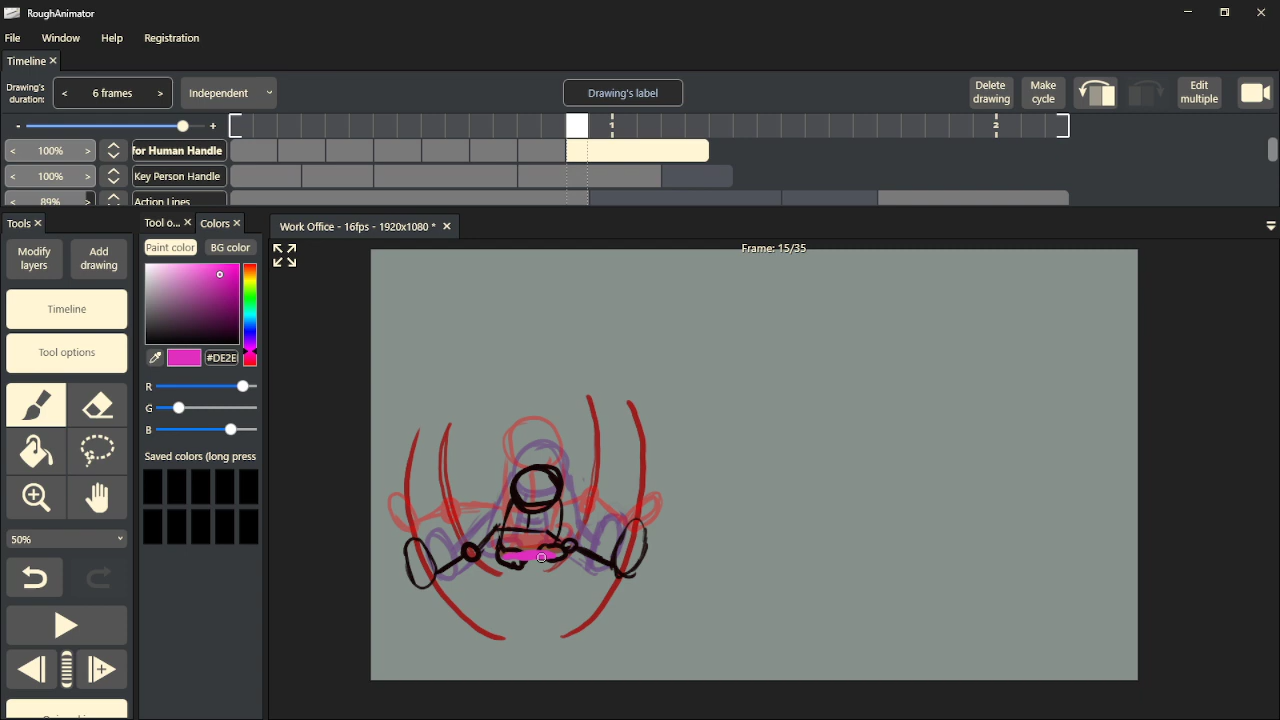 RoughAnimator
File Window Help Registration
Timeline
Drawing's duration: < 6 frames > Independent Drawing's label Delete drawing Make cycle Edit multiple
- + 1 2
< 100% > for Human Handle
< 100% > Key Person Handle
< 89% > Action Lines
Tools Tool o... Colors Work Office - 16fps - 1920x1080 *
Modify layers Add drawing Paint color BG color Frame: 15/35
Timeline
Tool options
#DE2E
R
G
B
Saved colors (long press
50%